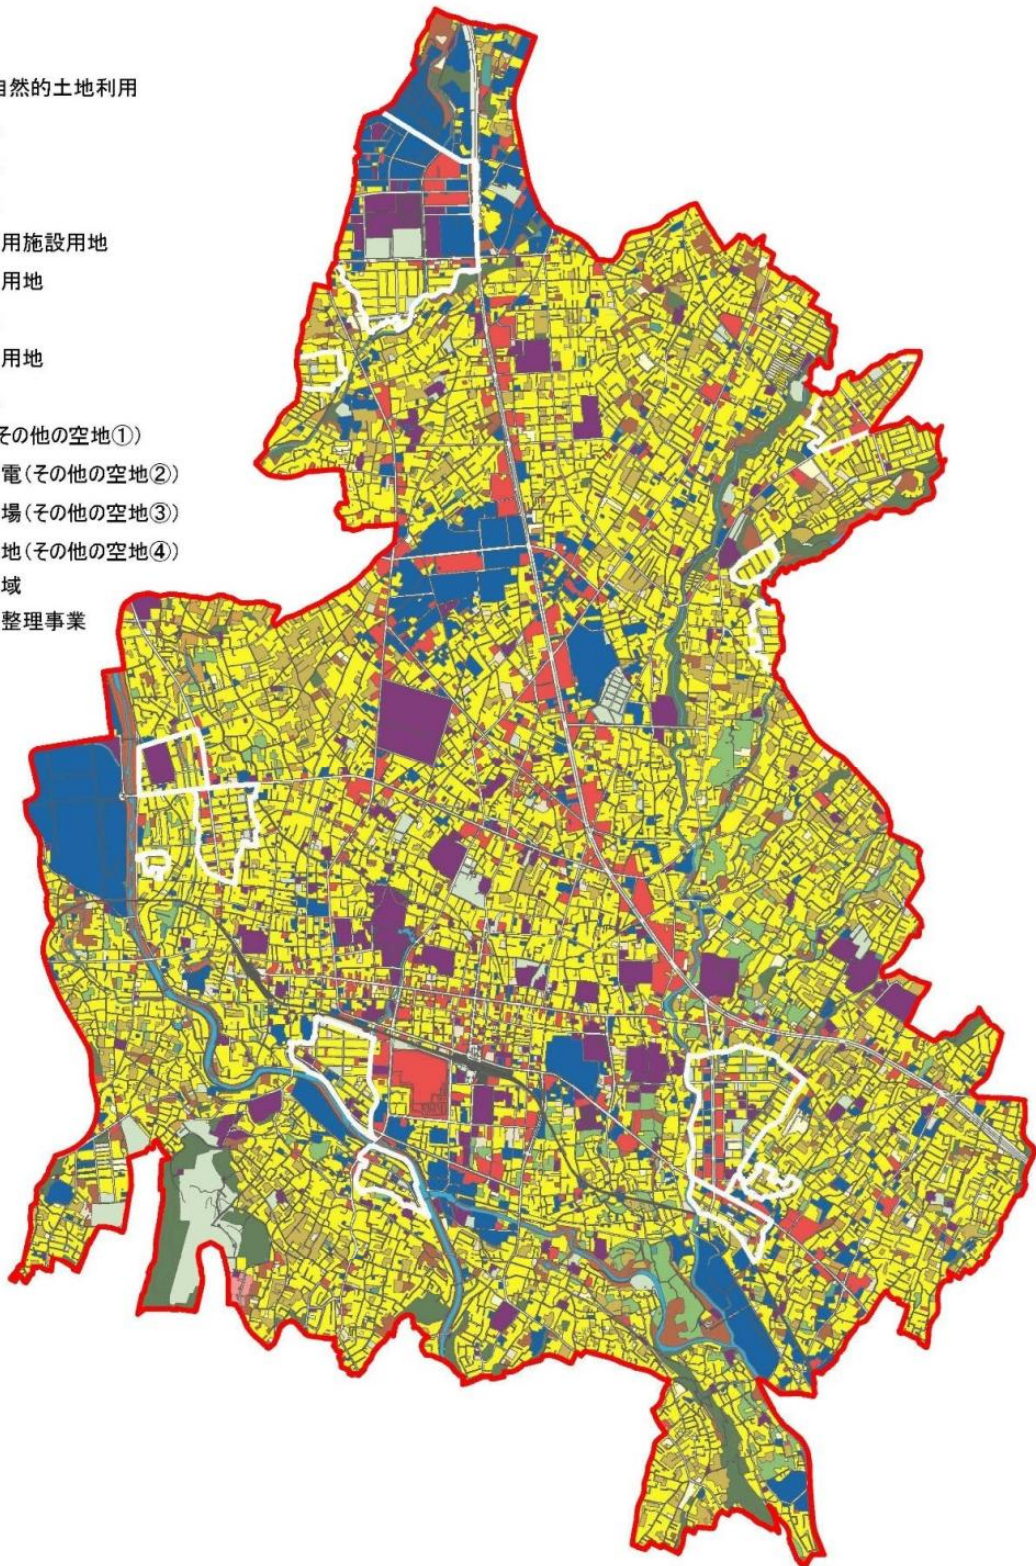 自然的土地利用
用施設用地
用地
用地
その他の空地①)
電(その他の空地②)
場(その他の空地③)
地(その他の空地④)
域
整理事業